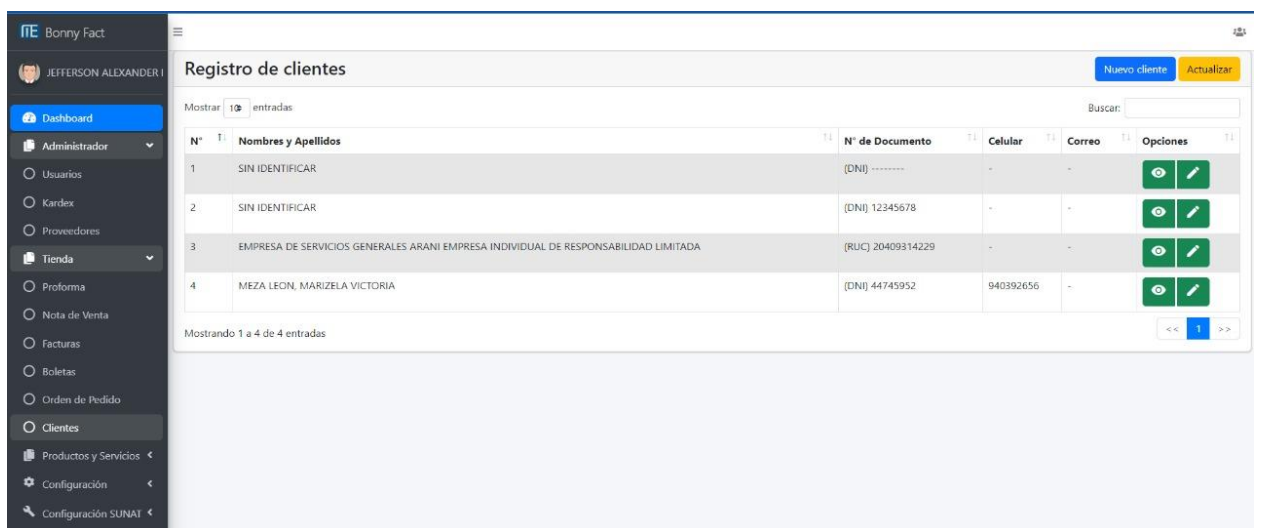 Bonny Fact
JEFFERSON ALEXANDER
Dashboard
Administrador
Usuarios
Kardex
Proveedores
Tienda
Proforma
Nota de Venta
Facturas
Boletas
Orden de Pedido
Clientes
Productos y Servicios
Configuración
Configuración SUNAT
Registro de clientes
Nuevo cliente Actualizar
Mostrar 10 entradas Buscar:
N° Nombres y Apellidos N° de Documento Celular Correo Opciones
1 SIN IDENTIFICAR (DNI) -------- - -
2 SIN IDENTIFICAR (DNI) 12345678 - -
3 EMPRESA DE SERVICIOS GENERALES ARANI EMPRESA INDIVIDUAL DE RESPONSABILIDAD LIMITADA (RUC) 20409314229 - -
4 MEZA LEON, MARIZELA VICTORIA (DNI) 44745952 940392656 -
Mostrando 1 a 4 de 4 entradas
<< 1 >>